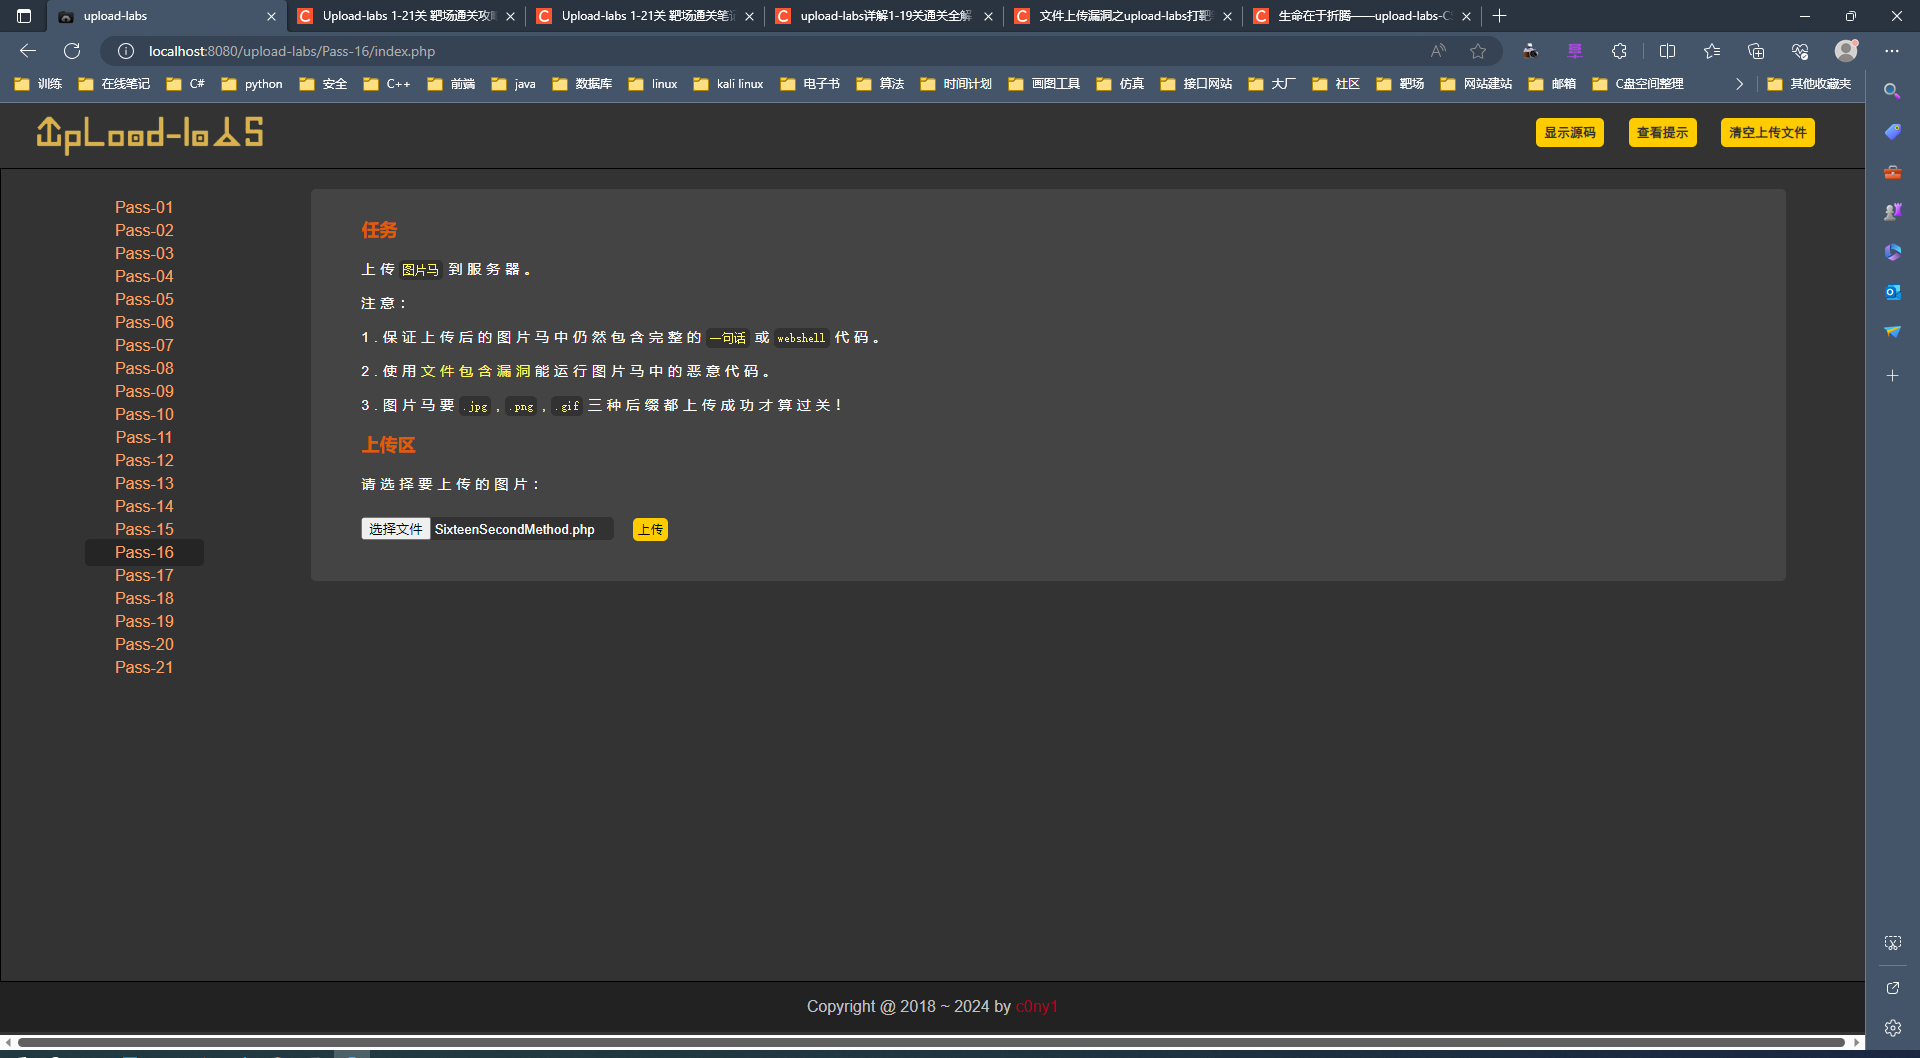 upload-labs
Upload-labs 1-21关 靶场通关攻
Upload-labs 1-21关 靶场通关笔
upload-labs详解1-19关通关全解
文件上传漏洞之upload-labs打靶
生命在于折腾——upload-labs-C
localhost:8080/upload-labs/Pass-16/index.php
训练 在线笔记 C# python 安全 C++ 前端 java 数据库 linux kali linux 电子书 算法 时间计划 画图工具 仿真 接口网站 大厂 社区 靶场 网站建站 邮箱 C盘空间整理 其他收藏夹
UpLoad-labS
显示源码 查看提示 清空上传文件
Pass-01
Pass-02
Pass-03
Pass-04
Pass-05
Pass-06
Pass-07
Pass-08
Pass-09
Pass-10
Pass-11
Pass-12
Pass-13
Pass-14
Pass-15
Pass-16
Pass-17
Pass-18
Pass-19
Pass-20
Pass-21
任务
上传图片马到服务器。
注意：
1.保证上传后的图片马中仍然包含完整的一句话或webshell代码。
2.使用文件包含漏洞能运行图片马中的恶意代码。
3.图片马要.jpg,.png,.gif三种后缀都上传成功才算过关！
上传区
请选择要上传的图片：
选择文件 SixteenSecondMethod.php 上传
Copyright @ 2018 ~ 2024 by c0ny1